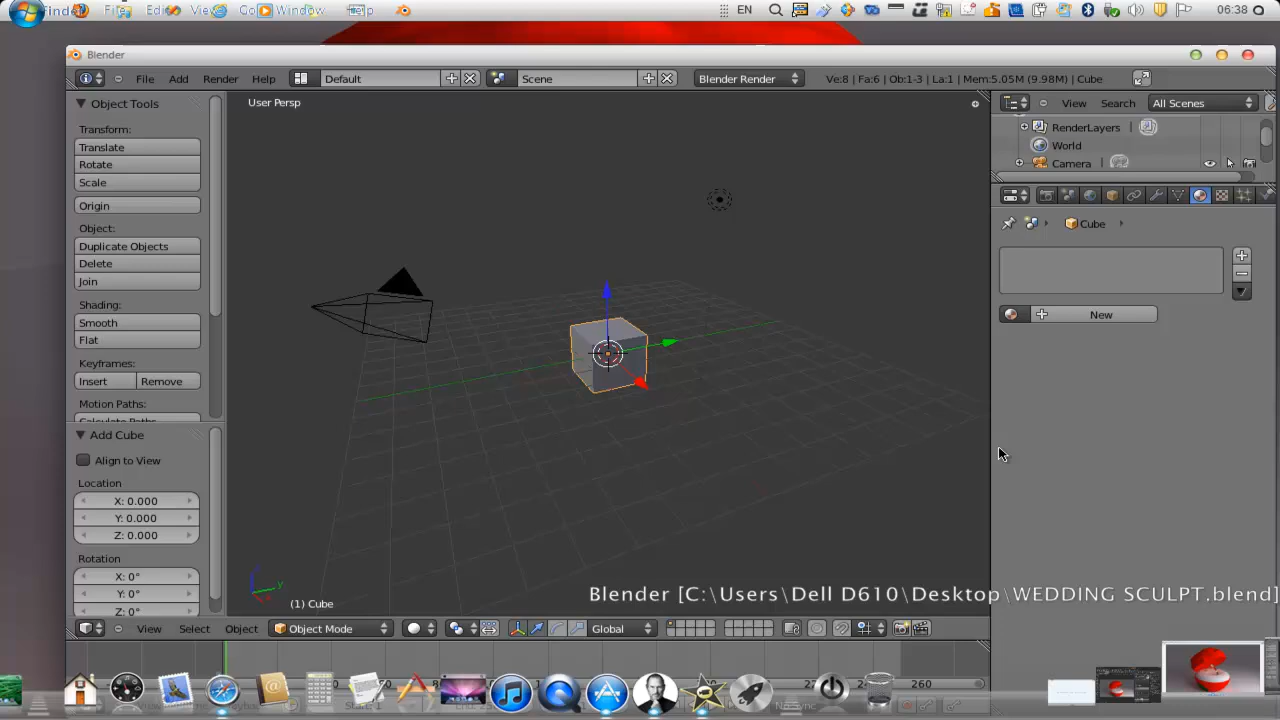 Finder File Edit View Go Window Help EN 06:38
Blender
File Add Render Help Default Scene Blender Render Ve:8 | Fa:6 | Ob:1-3 | La:1 | Mem:5.05M (9.98M) | Cube
Object Tools
User Persp
View Search All Scenes
Transform:
RenderLayers
Translate
World
Rotate
Camera
Scale
Origin
Cube
Object:
Duplicate Objects
Delete
Join
Shading:
New
Smooth
Flat
Keyframes:
Insert Remove
Motion Paths:
Calculate Paths
Add Cube
Align to View
Location
X: 0.000
Y: 0.000
Z: 0.000
Rotation
X: 0°
Y: 0°
Z: 0°
(1) Cube
Blender [C:\Users\Dell D610\Desktop\WEDDING SCULPT.blend]
View Select Object Object Mode Global
260
No Sync